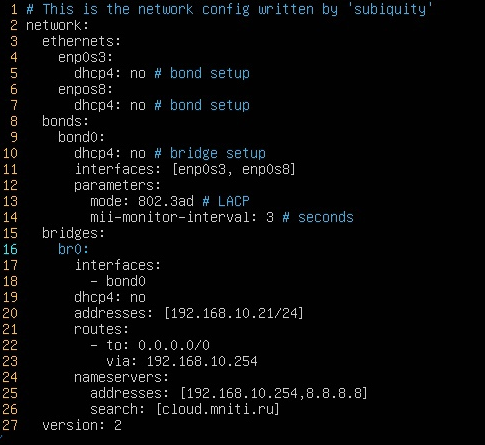 1 # This is the network config written by 'subiquity'
2 network:
3   ethernets:
4     enp0s3:
5       dhcp4: no # bond setup
6     enpos8:
7       dhcp4: no # bond setup
8   bonds:
9     bond0:
10       dhcp4: no # bridge setup
11       interfaces: [enp0s3, enp0s8]
12       parameters:
13         mode: 802.3ad # LACP
14         mii-monitor-interval: 3 # seconds
15   bridges:
16     br0:
17       interfaces:
18         - bond0
19       dhcp4: no
20       addresses: [192.168.10.21/24]
21       routes:
22         - to: 0.0.0.0/0
23           via: 192.168.10.254
24       nameservers:
25         addresses: [192.168.10.254,8.8.8.8]
26         search: [cloud.mniti.ru]
27   version: 2